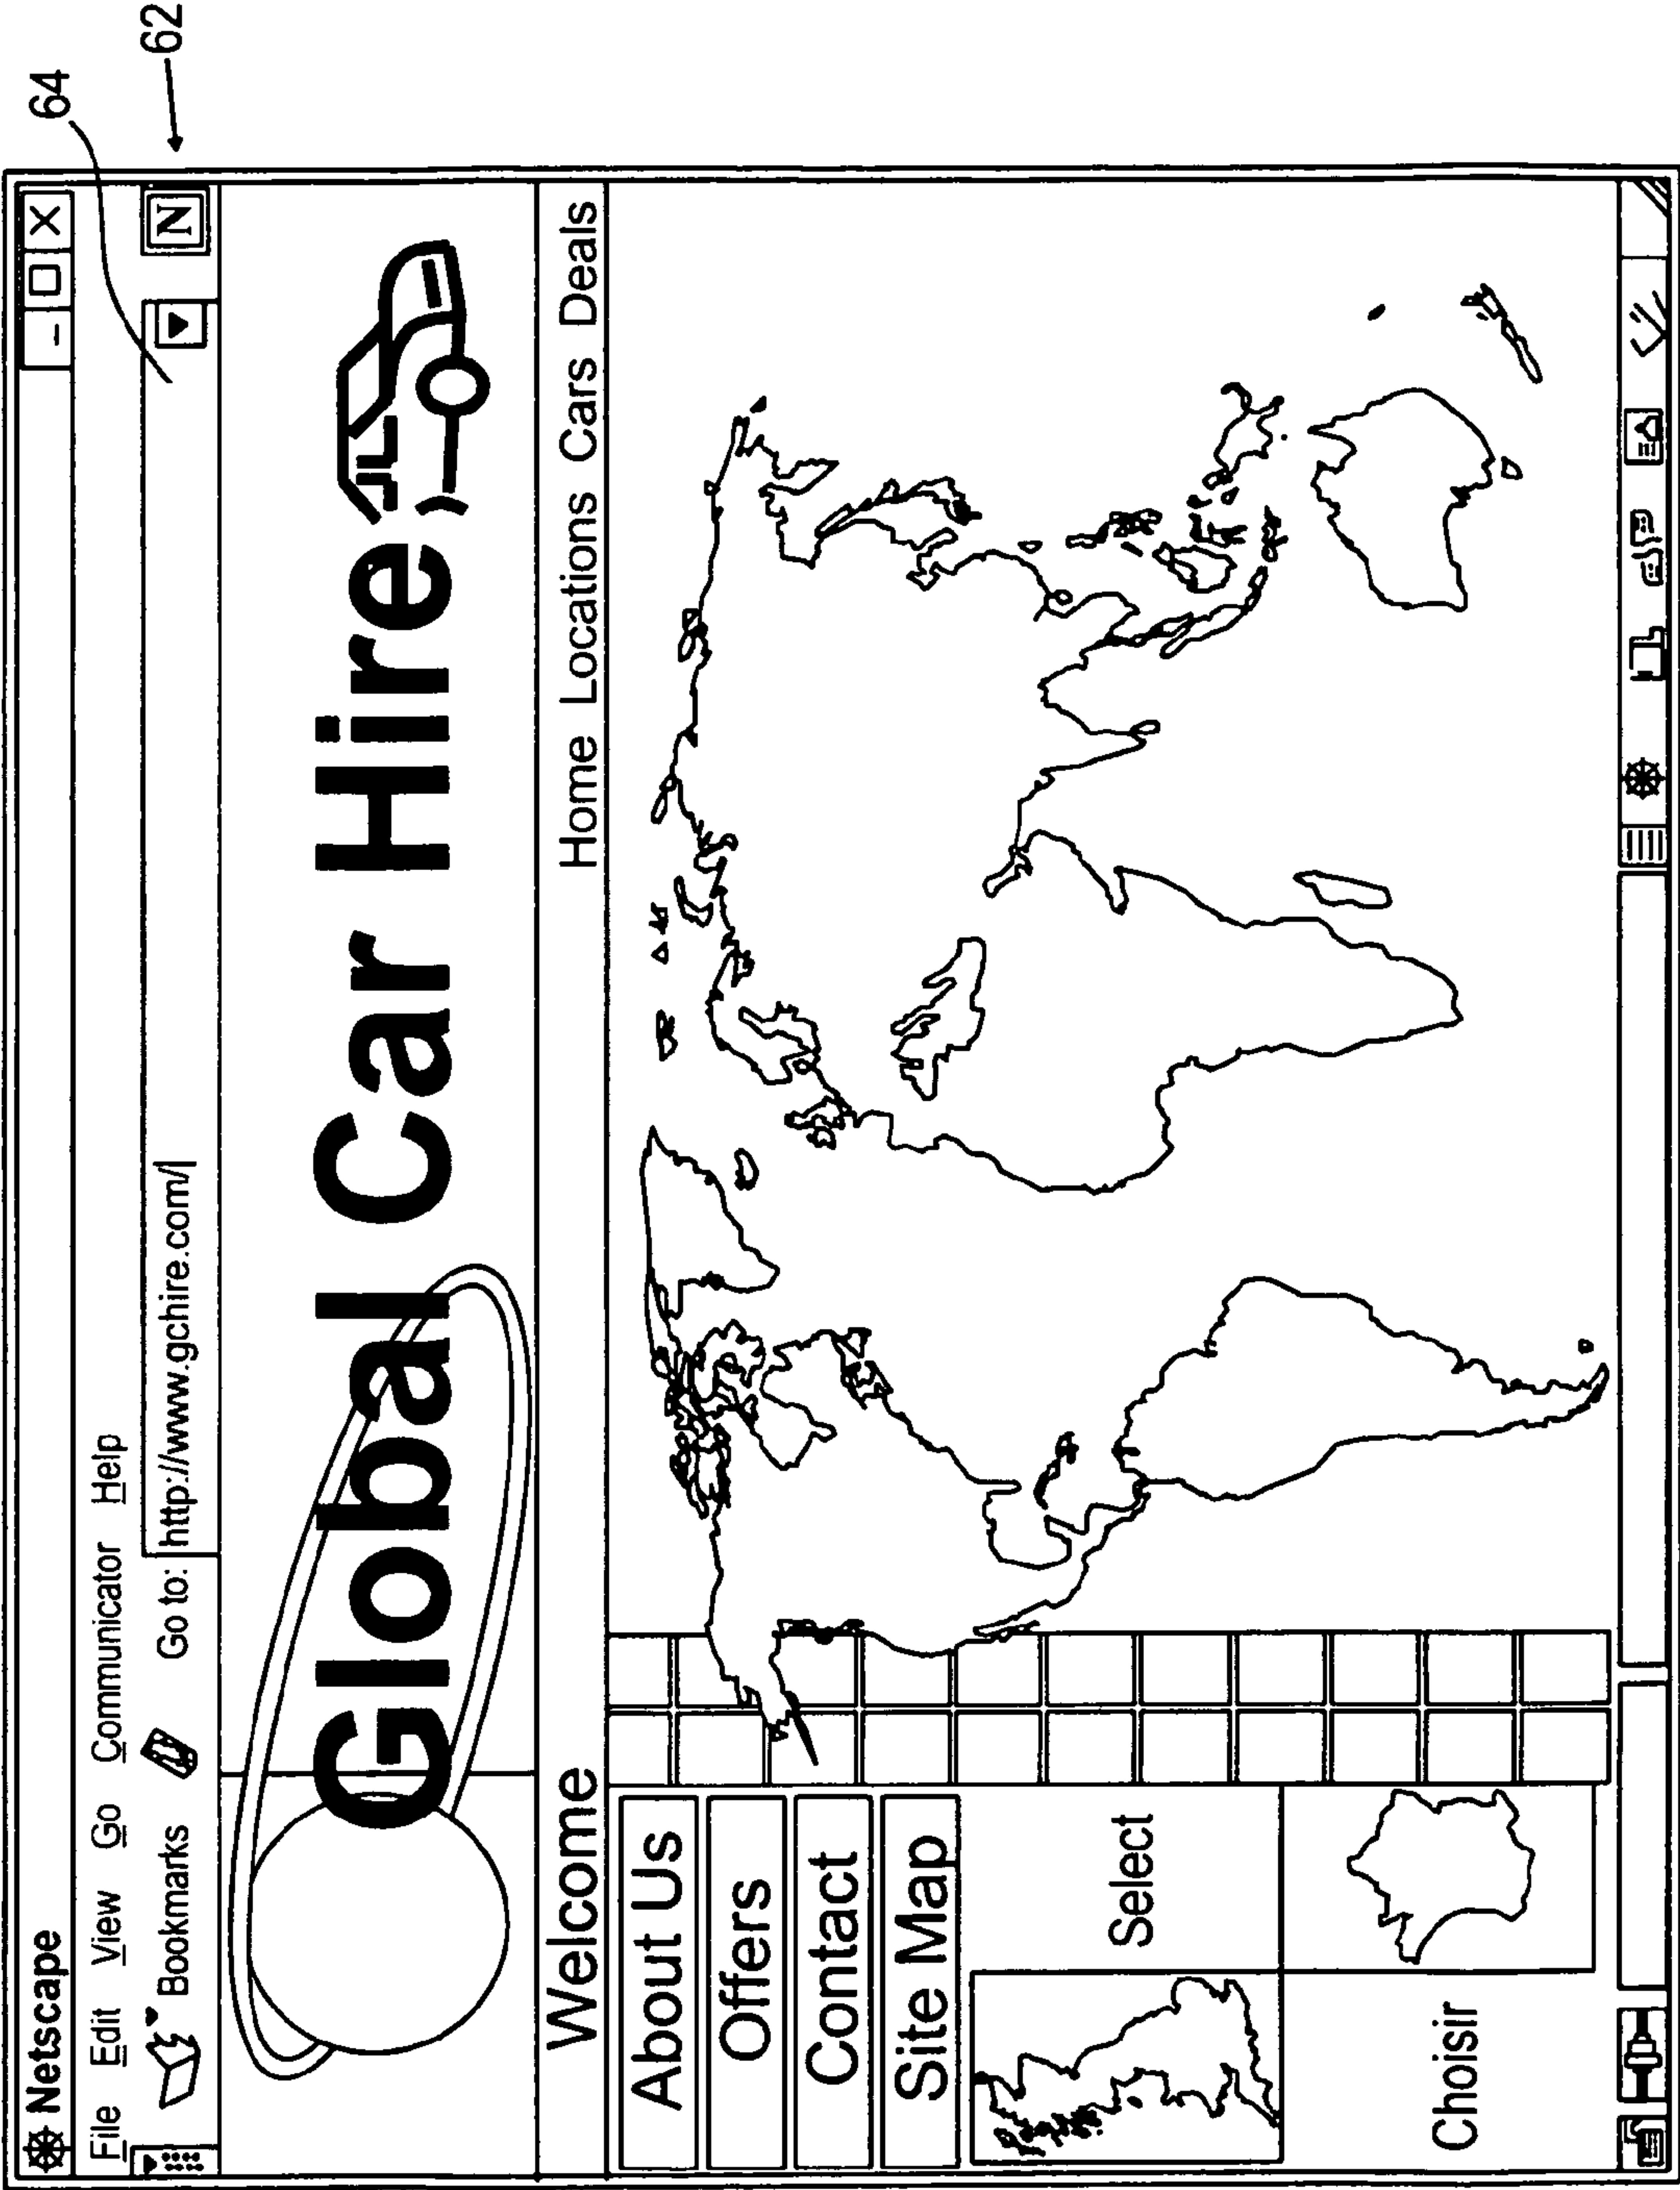 64
62
Netscape
_ □ X
File Edit View Go Communicator Help
Bookmarks Go to: http://www.gchire.com/
N
Global Car Hire
Welcome Home Locations Cars Deals
About Us
Offers
Contact
Site Map
Select
Choisir